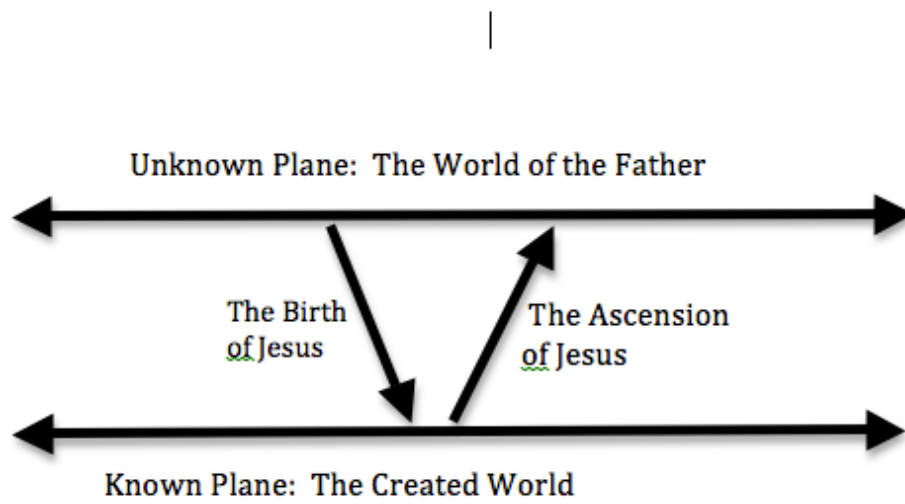 Unknown Plane: The World of the Father
The Birth
of Jesus
The Ascension
of Jesus
Known Plane: The Created World